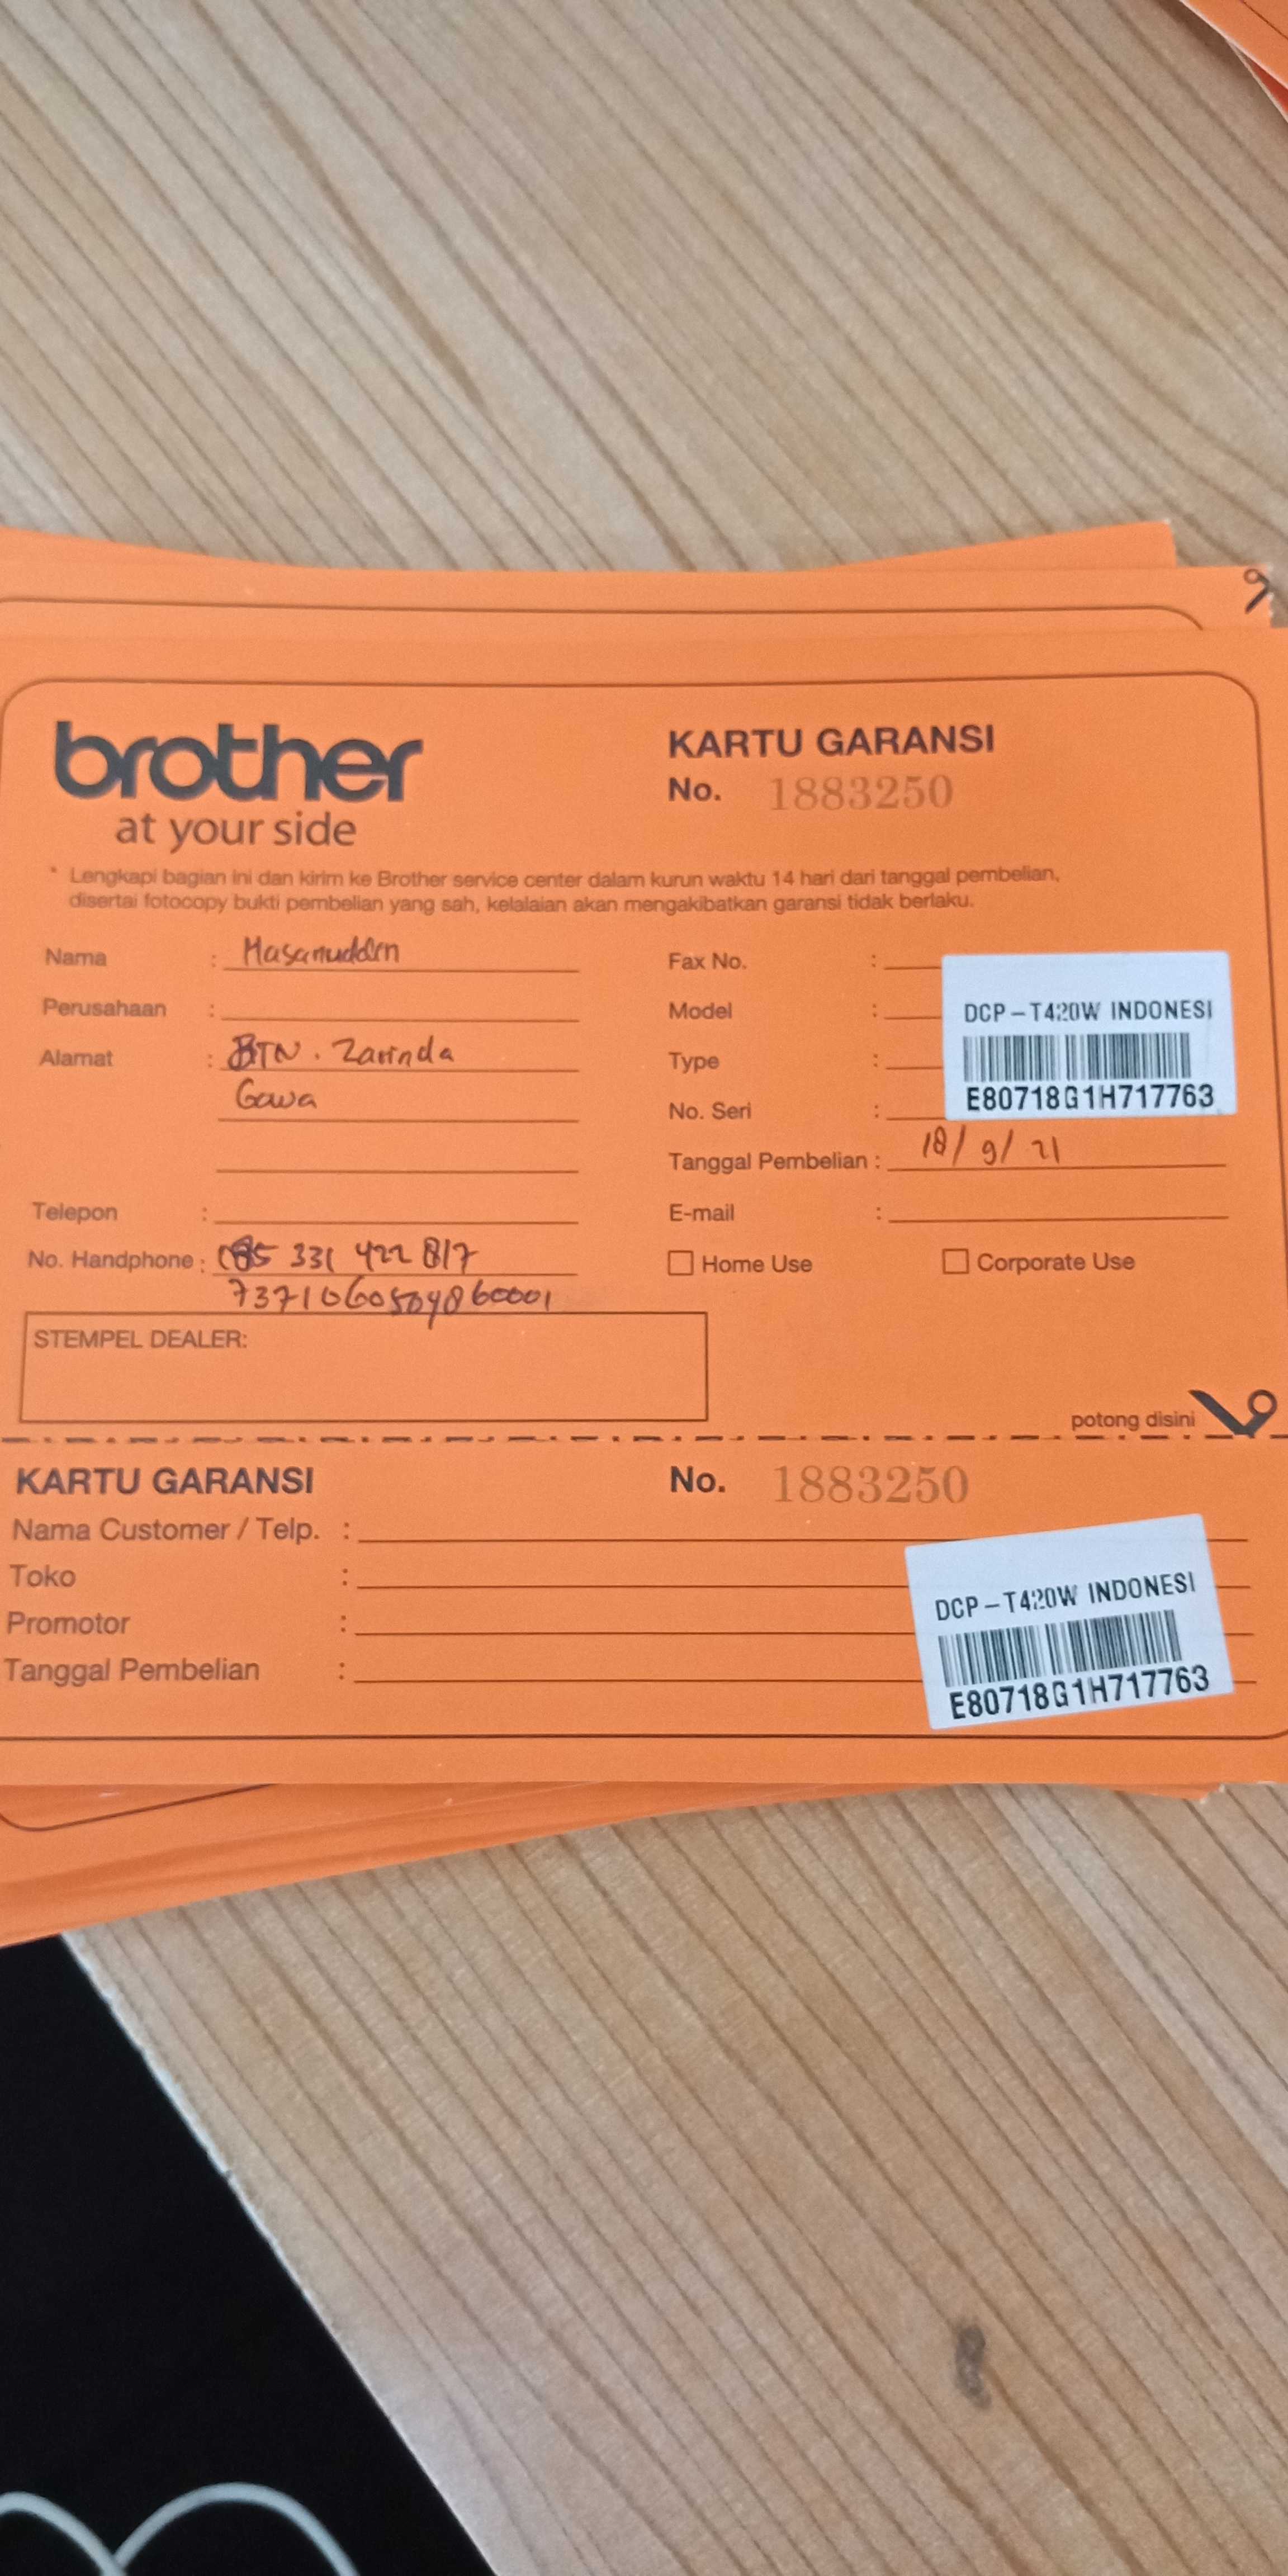 brother
at your side
KARTU GARANSI
No. 1883250
* Lengkapi bagian ini dan kirim ke Brother service center dalam kurun waktu 14 hari dari tanggal pembelian,
disertai fotocopy bukti pembelian yang sah, kelalaian akan mengakibatkan garansi tidak berlaku.
Nama : Hasanuddin
Perusahaan :
Alamat : BTN. Zarinda
Gowa
Telepon :
No. Handphone : 085 331 422 817
7371060509860001
Fax No. :
Model :
Type :
No. Seri :
DCP-T420W INDONESI
E80718G1H717763
Tanggal Pembelian : 18/9/21
E-mail :
Home Use
Corporate Use
STEMPEL DEALER:
potong disini
KARTU GARANSI
No. 1883250
Nama Customer / Telp. :
Toko :
Promotor :
Tanggal Pembelian :
DCP-T420W INDONESI
E80718G1H717763